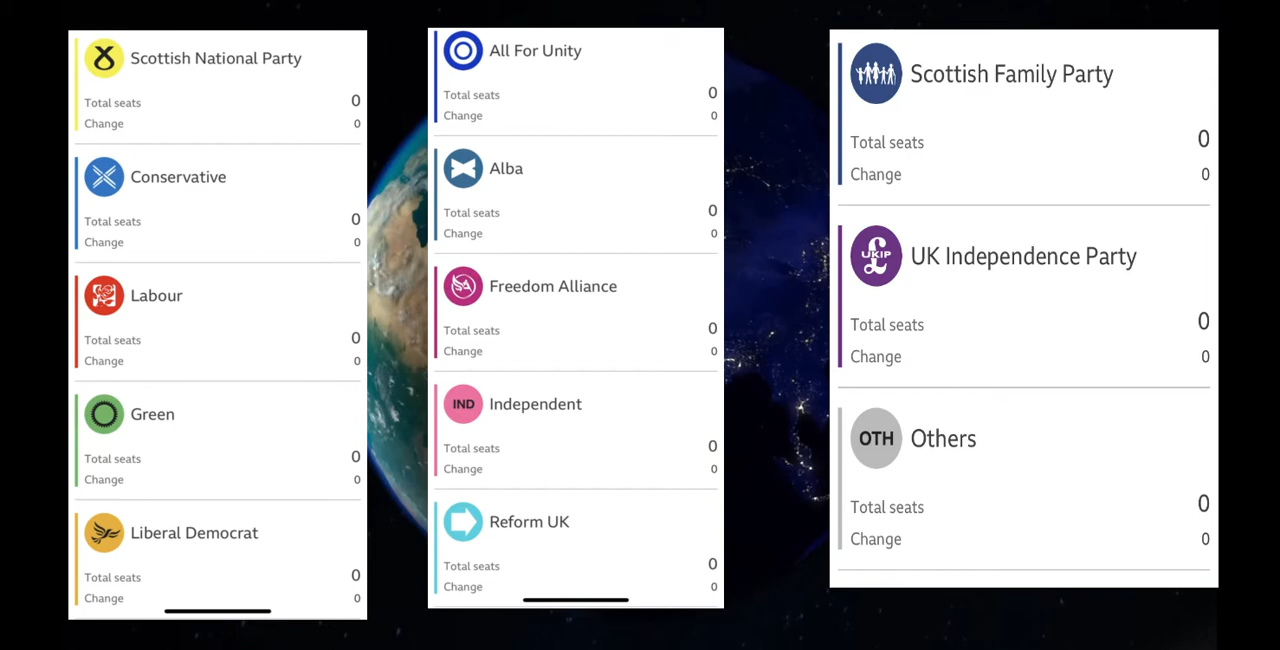 Scottish National Party
Total seats 0
Change 0
Conservative
Total seats 0
Change 0
Labour
Total seats 0
Change 0
Green
Total seats 0
Change 0
Liberal Democrat
Total seats 0
Change 0
All For Unity
Total seats 0
Change 0
Alba
Total seats 0
Change 0
Freedom Alliance
Total seats 0
Change 0
IND Independent
Total seats 0
Change 0
Reform UK
Total seats 0
Change 0
Scottish Family Party
Total seats 0
Change 0
£
UKIP UK Independence Party
Total seats 0
Change 0
OTH Others
Total seats 0
Change 0